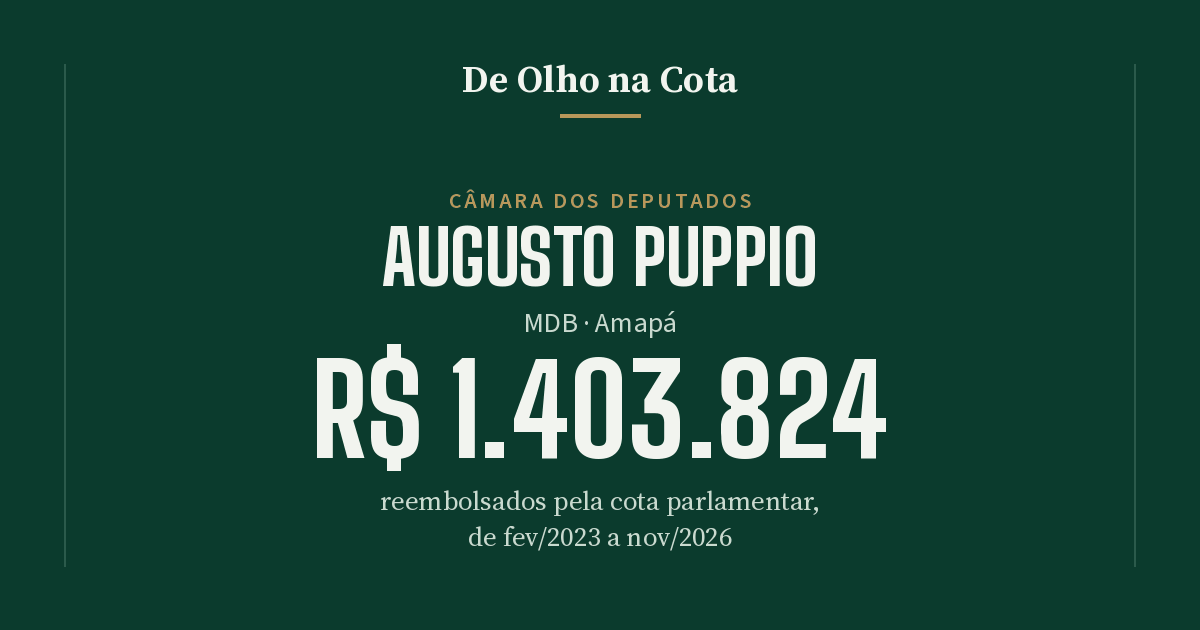 De Olho na Cota
CÂMARA DOS DEPUTADOS
AUGUSTO PUPPIO
MDB · Amapá
R$ 1.403.824
reembolsados pela cota parlamentar,
de fev/2023 a nov/2026